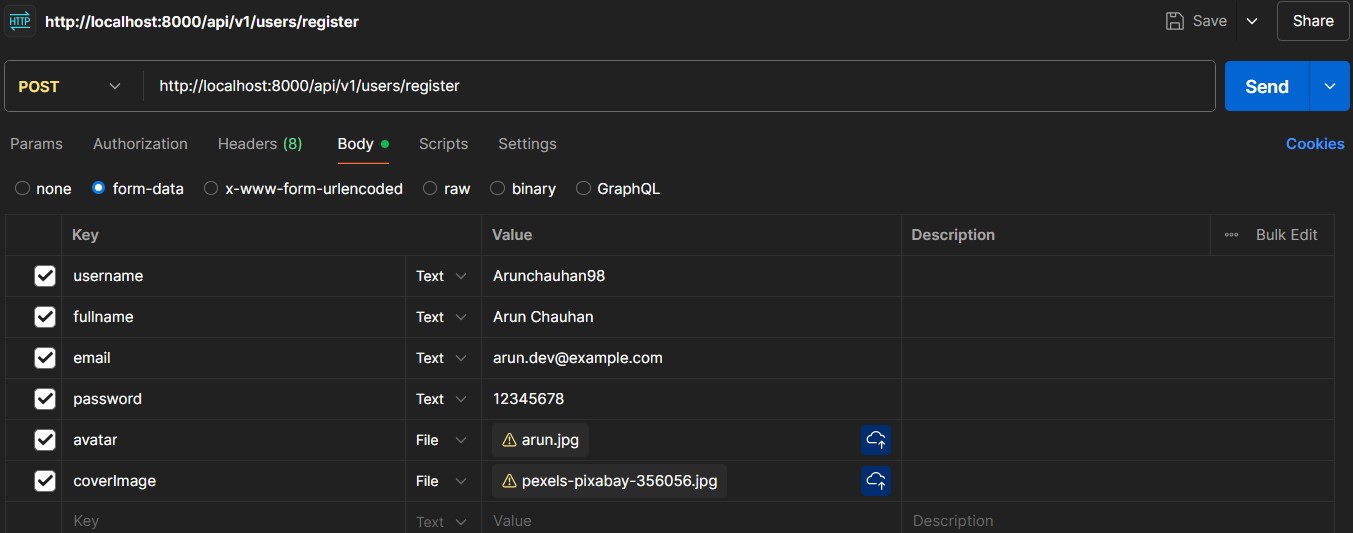 HTTP http://localhost:8000/api/v1/users/register Save Share
POST http://localhost:8000/api/v1/users/register Send
Params Authorization Headers (8) Body Scripts Settings Cookies
none form-data x-www-form-urlencoded raw binary GraphQL
Key Value Description Bulk Edit
username Text Arunchauhan98
fullname Text Arun Chauhan
email Text arun.dev@example.com
password Text 12345678
avatar File arun.jpg
coverImage File pexels-pixabay-356056.jpg
Key Text Value Description